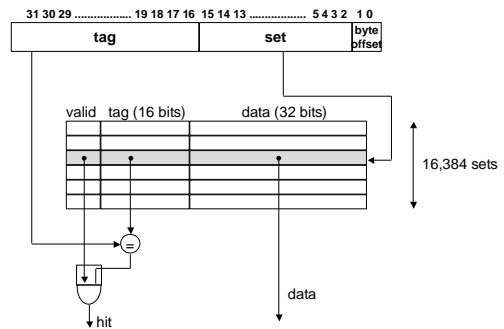 31 30 29 ................. 19 18 17 16 15 14 13 ................. 5 4 3 2 1 0
tag set byte
offset
valid tag (16 bits) data (32 bits)
16,384 sets
=
data
hit